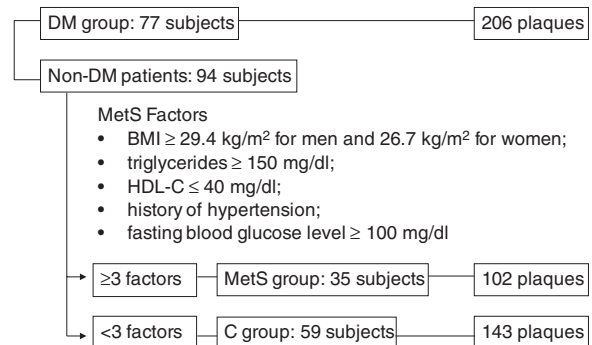 DM group: 77 subjects 206 plaques
Non-DM patients: 94 subjects
MetS Factors
• BMI ≥ 29.4 kg/m² for men and 26.7 kg/m² for women;
• triglycerides ≥ 150 mg/dl;
• HDL-C ≤ 40 mg/dl;
• history of hypertension;
• fasting blood glucose level ≥ 100 mg/dl
≥3 factors MetS group: 35 subjects 102 plaques
<3 factors C group: 59 subjects 143 plaques